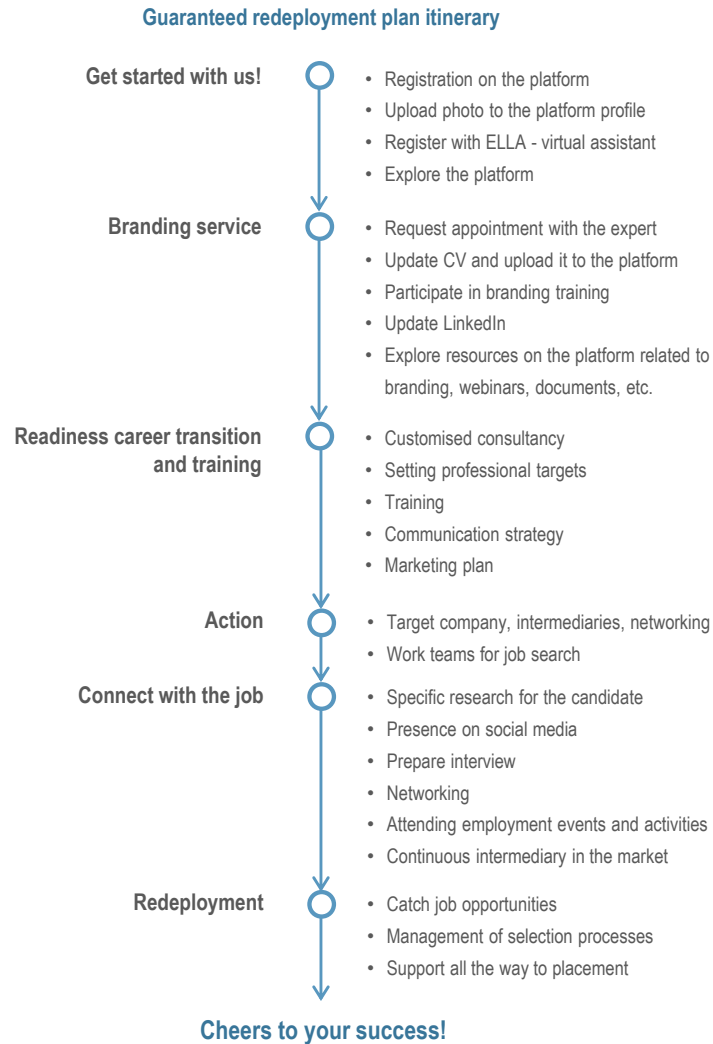 Guaranteed redeployment plan itinerary
Get started with us!
• Registration on the platform
• Upload photo to the platform profile
• Register with ELLA - virtual assistant
• Explore the platform
Branding service
• Request appointment with the expert
• Update CV and upload it to the platform
• Participate in branding training
• Update LinkedIn
• Explore resources on the platform related to
branding, webinars, documents, etc.
Readiness career transition
and training
• Customised consultancy
• Setting professional targets
• Training
• Communication strategy
• Marketing plan
Action
• Target company, intermediaries, networking
• Work teams for job search
Connect with the job
• Specific research for the candidate
• Presence on social media
• Prepare interview
• Networking
• Attending employment events and activities
• Continuous intermediary in the market
Redeployment
• Catch job opportunities
• Management of selection processes
• Support all the way to placement
Cheers to your success!